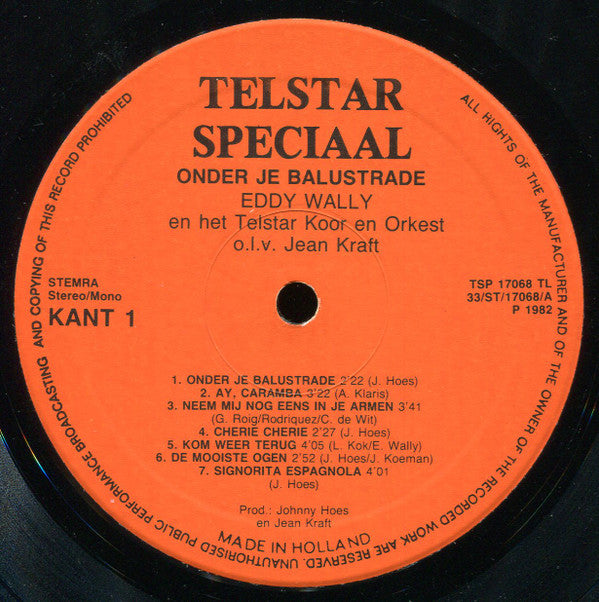 TELSTAR
SPECIAAL
ONDER JE BALUSTRADE
EDDY WALLY
en het Telstar Koor en Orkest
o.l.v. Jean Kraft
STEMRA
Stereo/Mono
KANT 1
TSP 17068 TL
33/ST/17068/A
P 1982
1. ONDER JE BALUSTRADE 2'22 (J. Hoes)
2. AY, CARAMBA 3'22 (A. Klaris)
3. NEEM MIJ NOG EENS IN JE ARMEN 3'41
(G. Roig/Rodriquez/C. de Wit)
4. CHERIE CHERIE 2'27 (J. Hoes)
5. KOM WEER TERUG 4'05 (L. Kok/E. Wally)
6. DE MOOISTE OGEN 2'52 (J. Hoes/J. Koeman)
7. SIGNORITA ESPAGNOLA 4'01
(J. Hoes)
Prod.: Johnny Hoes
en Jean Kraft
MADE IN HOLLAND
ALL RIGHTS OF THE MANUFACTURER AND OF THE OWNER OF THE RECORDED WORK ARE RESERVED. UNAUTHORISED PUBLIC PERFORMANCE BROADCASTING AND COPYING OF THIS RECORD PROHIBITED